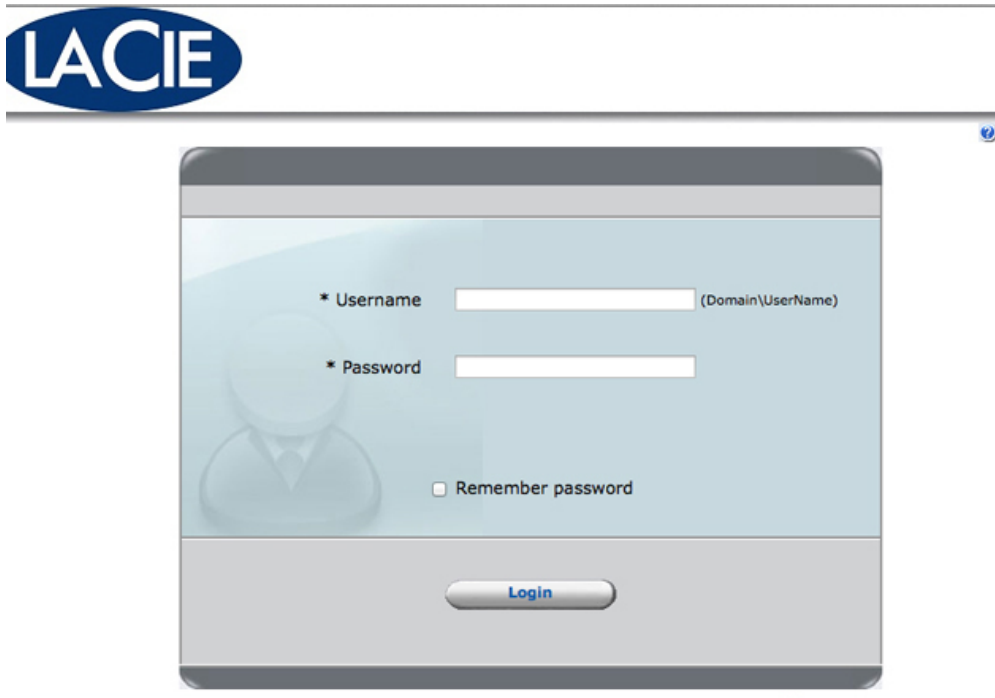 LACIE
?
* Username (Domain\UserName)
* Password
Remember password
Login